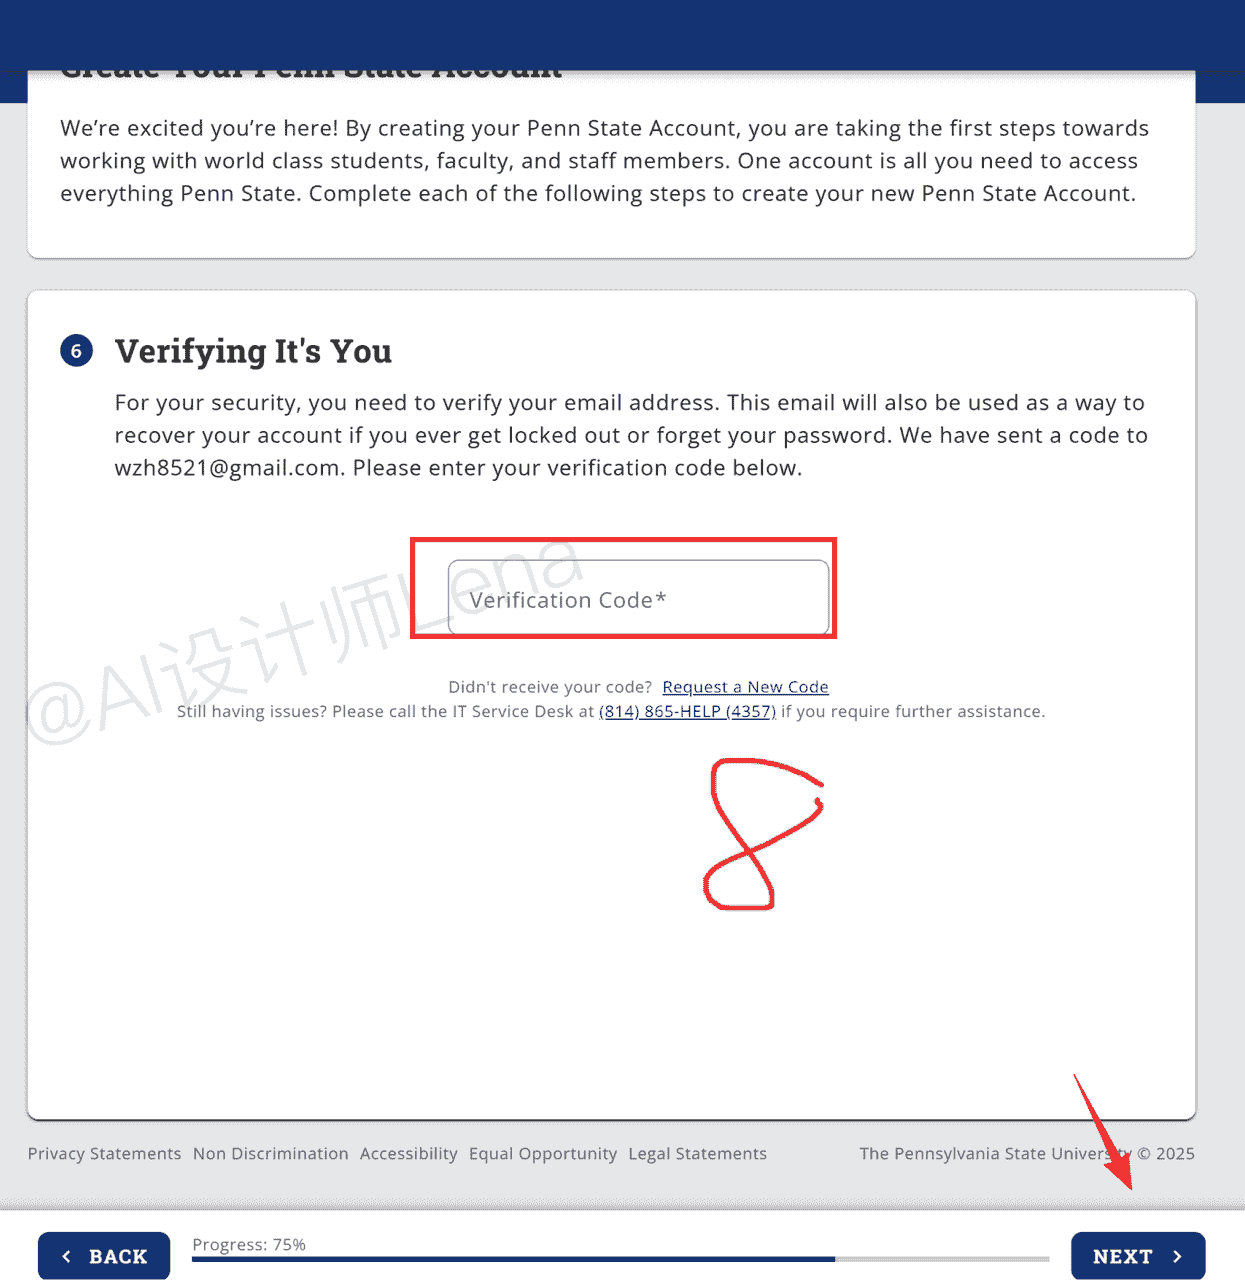 Create Your Penn State Account
We’re excited you’re here! By creating your Penn State Account, you are taking the first steps towards
working with world class students, faculty, and staff members. One account is all you need to access
everything Penn State. Complete each of the following steps to create your new Penn State Account.
6 Verifying It's You
For your security, you need to verify your email address. This email will also be used as a way to
recover your account if you ever get locked out or forget your password. We have sent a code to
wzh8521@gmail.com. Please enter your verification code below.
Verification Code*
@AI设计师Lena
Didn't receive your code? Request a New Code
Still having issues? Please call the IT Service Desk at (814) 865-HELP (4357) if you require further assistance.
8
Privacy Statements Non Discrimination Accessibility Equal Opportunity Legal Statements The Pennsylvania State University © 2025
BACK Progress: 75% NEXT